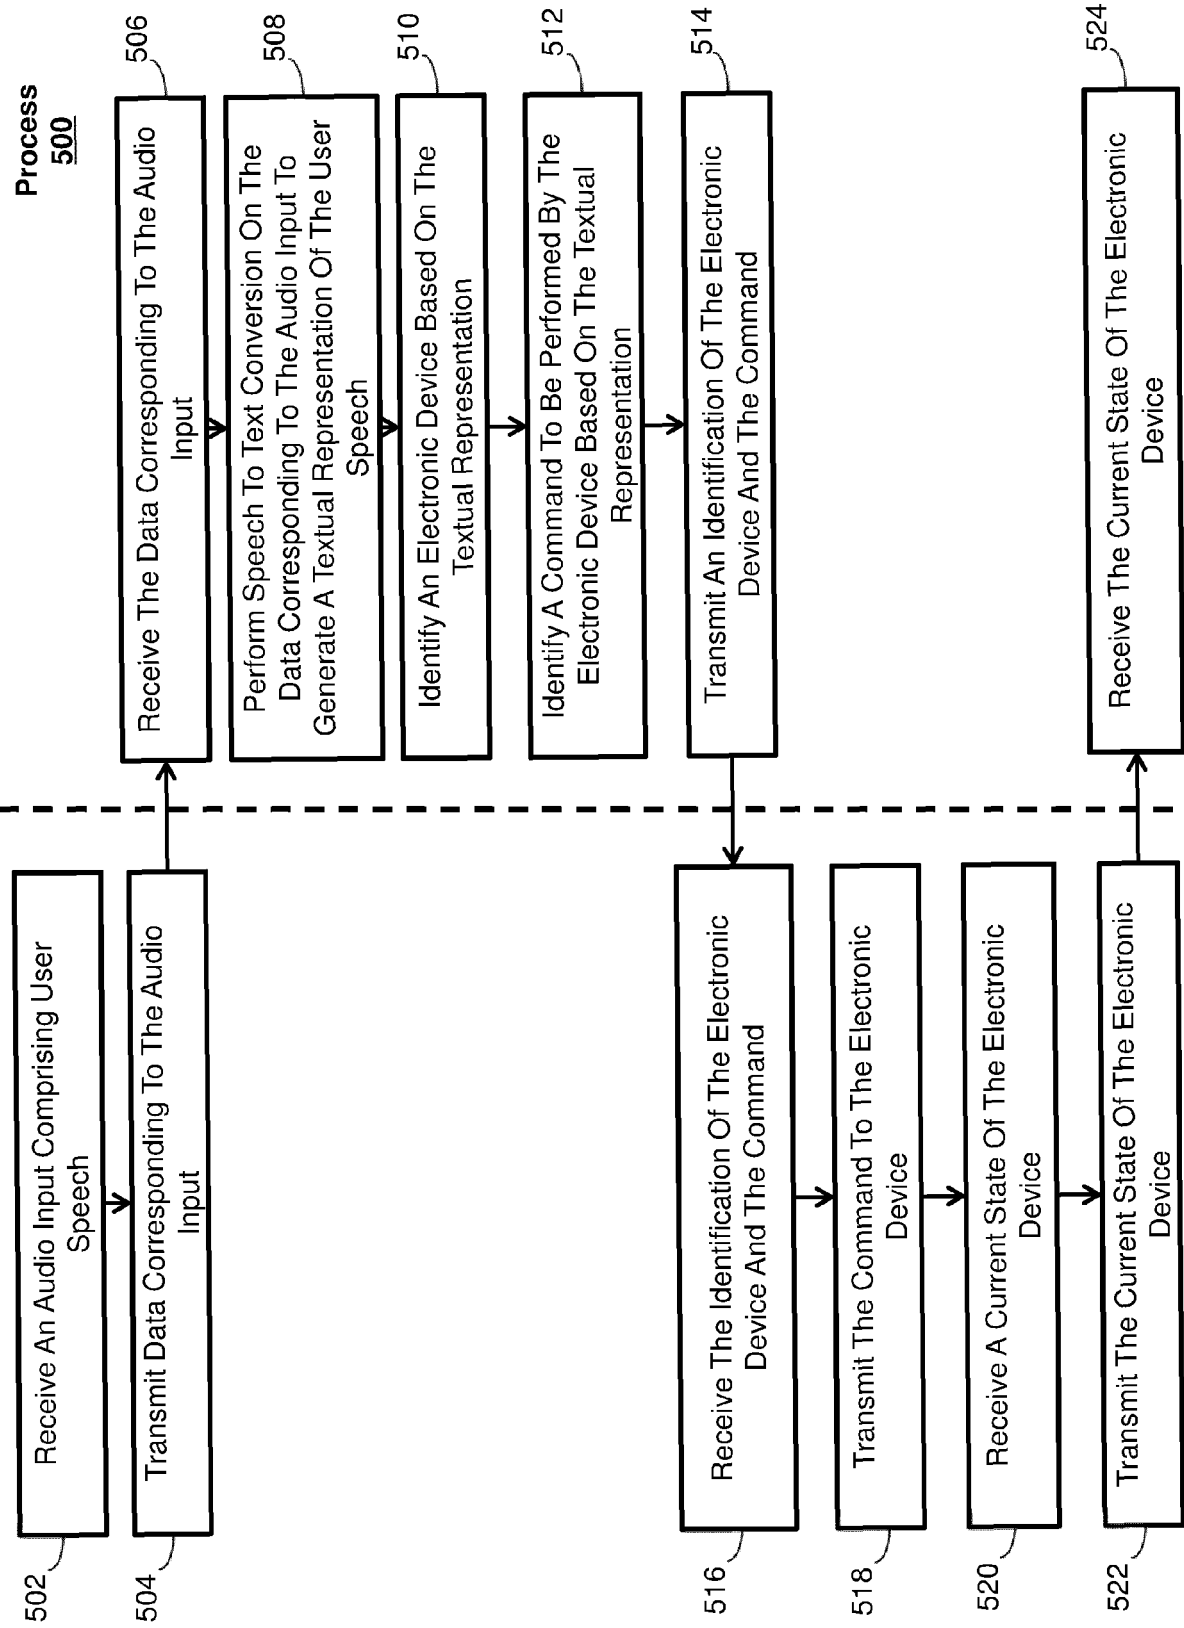 Process
500
502
Receive An Audio Input Comprising User
Speech
504
Transmit Data Corresponding To The Audio
Input
506
Receive The Data Corresponding To The Audio
Input
508
Perform Speech To Text Conversion On The
Data Corresponding To The Audio Input To
Generate A Textual Representation Of The User
Speech
510
Identify An Electronic Device Based On The
Textual Representation
512
Identify A Command To Be Performed By The
Electronic Device Based On The Textual
Representation
514
Transmit An Identification Of The Electronic
Device And The Command
516
Receive The Identification Of The Electronic
Device And The Command
518
Transmit The Command To The Electronic
Device
520
Receive A Current State Of The Electronic
Device
522
Transmit The Current State Of The Electronic
Device
524
Receive The Current State Of The Electronic
Device